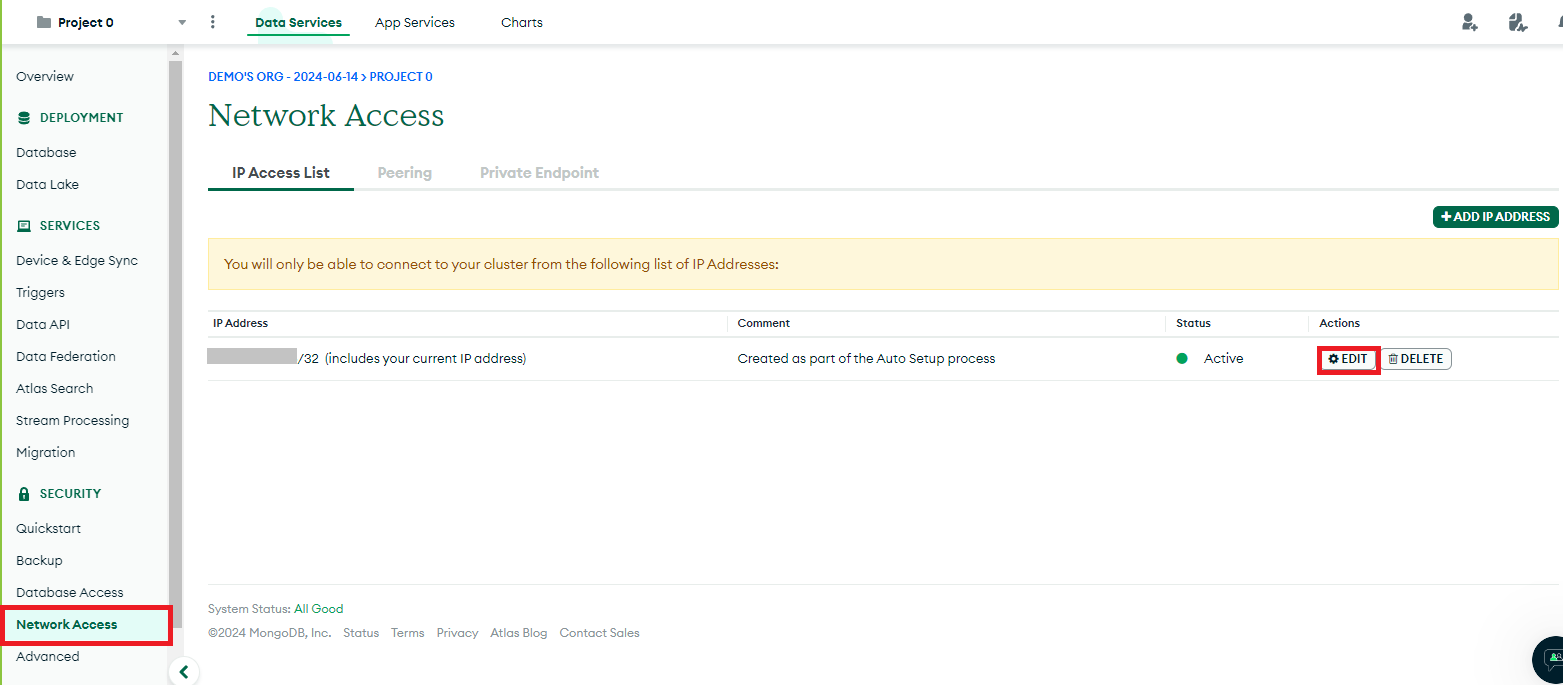 Project 0
Data Services
App Services
Charts
Overview
DEPLOYMENT
Database
Data Lake
SERVICES
Device & Edge Sync
Triggers
Data API
Data Federation
Atlas Search
Stream Processing
Migration
SECURITY
Quickstart
Backup
Database Access
Network Access
Advanced
DEMO'S ORG - 2024-06-14 > PROJECT 0
Network Access
IP Access List
Peering
Private Endpoint
+ ADD IP ADDRESS
You will only be able to connect to your cluster from the following list of IP Addresses:
IP Address Comment Status Actions
/32 (includes your current IP address) Created as part of the Auto Setup process Active EDIT DELETE
System Status: All Good
©2024 MongoDB, Inc. Status Terms Privacy Atlas Blog Contact Sales